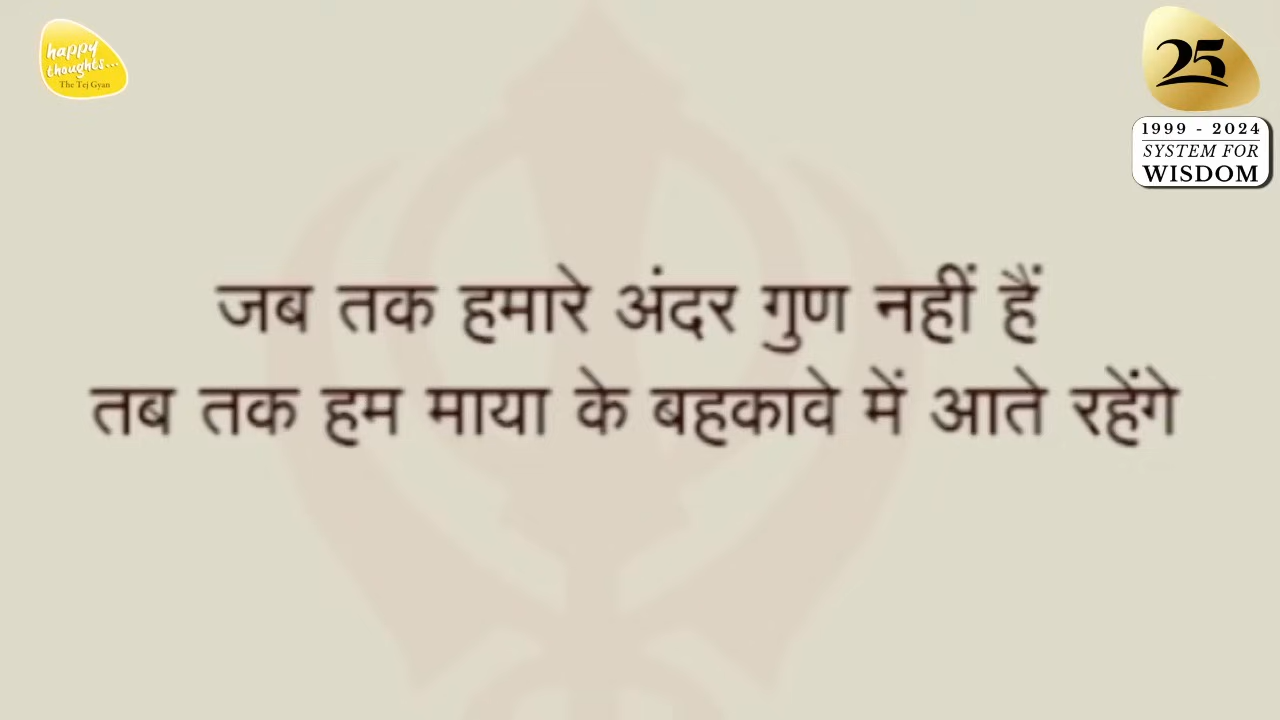 happy
thoughts...
The Tej Gyan
25
1999 - 2024
SYSTEM FOR
WISDOM
जब तक हमारे अंदर गुण नहीं हैं
तब तक हम माया के बहकावे में आते रहेंगे